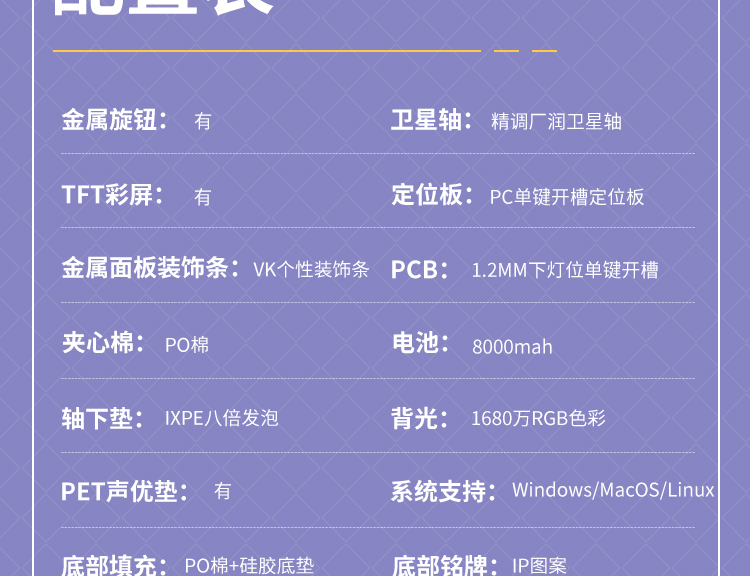 配置表
金属旋钮： 有 卫星轴： 精调厂润卫星轴
TFT彩屏： 有 定位板： PC单键开槽定位板
金属面板装饰条： VK个性装饰条 PCB： 1.2MM下灯位单键开槽
夹心棉： PO棉 电池： 8000mah
轴下垫： IXPE八倍发泡 背光： 1680万RGB色彩
PET声优垫： 有 系统支持： Windows/MacOS/Linux
底部填充： PO棉+硅胶底垫 底部铭牌： IP图案